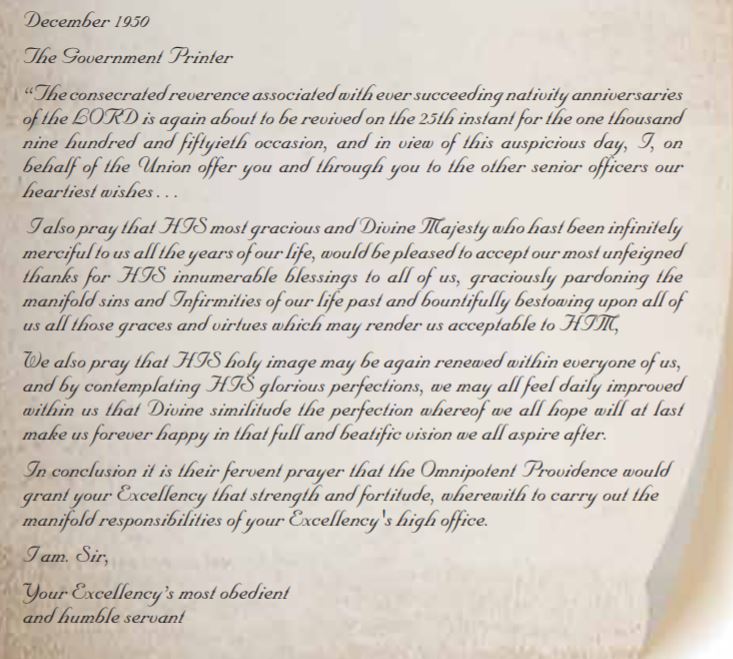 December 1950
The Government Printer
“The consecrated reverence associated with ever succeeding nativity anniversaries
of the LORD is again about to be revived on the 25th instant for the one thousand
nine hundred and fiftyieth occasion, and in view of this auspicious day, I, on
behalf of the Union offer you and through you to the other senior officers our
heartiest wishes . . .
I also pray that HIS most gracious and Divine Majesty who hast been infinitely
merciful to us all the years of our life, would be pleased to accept our most unfeigned
thanks for HIS innumerable blessings to all of us, graciously pardoning the
manifold sins and Infirmities of our life past and bountifully bestowing upon all of
us all those graces and virtues which may render us acceptable to HIM,
We also pray that HIS holy image may be again renewed within everyone of us,
and by contemplating HIS glorious perfections, we may all feel daily improved
within us that Divine similitude the perfection whereof we all hope will at last
make us forever happy in that full and beatific vision we all aspire after.
In conclusion it is their fervent prayer that the Omnipotent Providence would
grant your Excellency that strength and fortitude, wherewith to carry out the
manifold responsibilities of your Excellency's high office.
I am. Sir,
Your Excellency’s most obedient
and humble servant